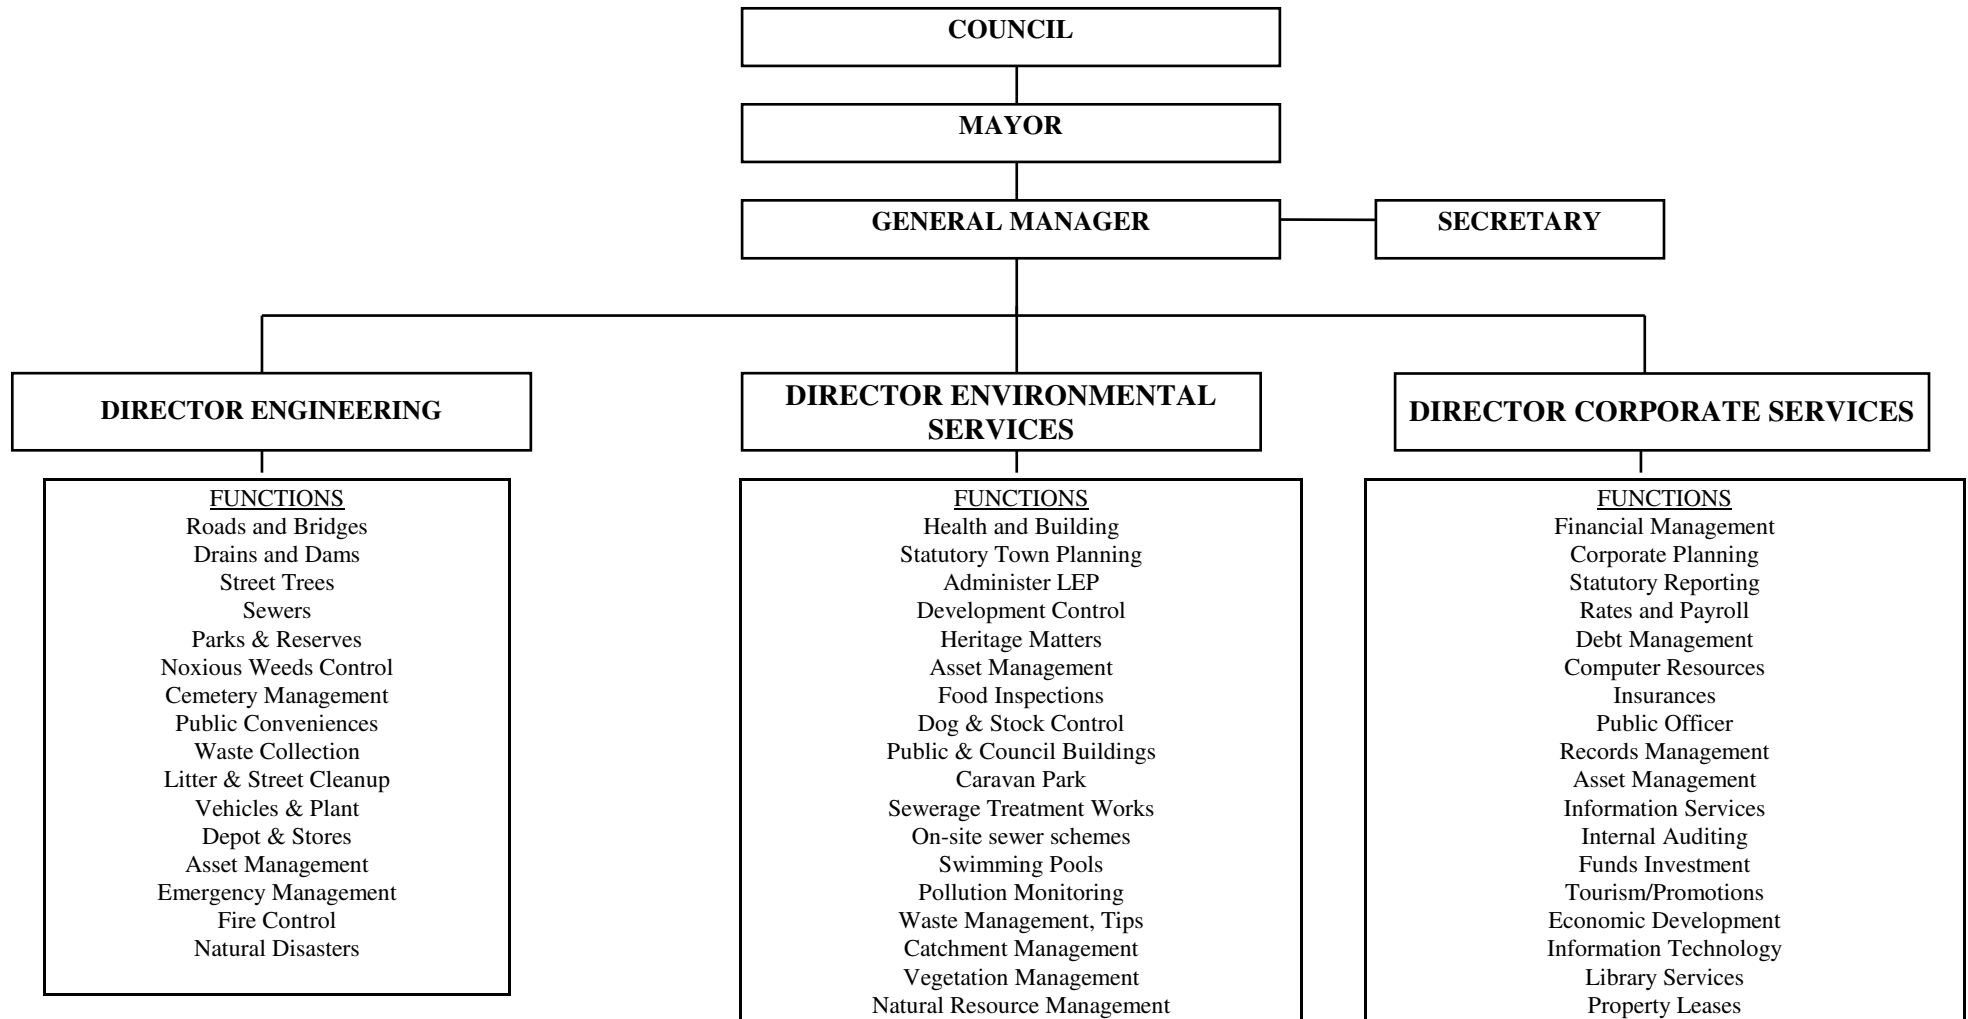 COUNCIL
MAYOR
GENERAL MANAGER
SECRETARY
DIRECTOR ENGINEERING
DIRECTOR ENVIRONMENTAL
SERVICES
DIRECTOR CORPORATE SERVICES
FUNCTIONS
Roads and Bridges
Drains and Dams
Street Trees
Sewers
Parks & Reserves
Noxious Weeds Control
Cemetery Management
Public Conveniences
Waste Collection
Litter & Street Cleanup
Vehicles & Plant
Depot & Stores
Asset Management
Emergency Management
Fire Control
Natural Disasters
FUNCTIONS
Health and Building
Statutory Town Planning
Administer LEP
Development Control
Heritage Matters
Asset Management
Food Inspections
Dog & Stock Control
Public & Council Buildings
Caravan Park
Sewerage Treatment Works
On-site sewer schemes
Swimming Pools
Pollution Monitoring
Waste Management, Tips
Catchment Management
Vegetation Management
Natural Resource Management
FUNCTIONS
Financial Management
Corporate Planning
Statutory Reporting
Rates and Payroll
Debt Management
Computer Resources
Insurances
Public Officer
Records Management
Asset Management
Information Services
Internal Auditing
Funds Investment
Tourism/Promotions
Economic Development
Information Technology
Library Services
Property Leases